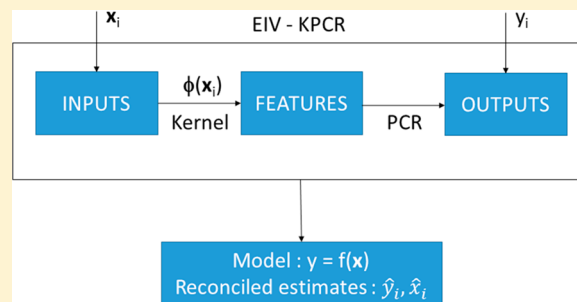 EIV - KPCR
𝐱ᵢ
yᵢ
INPUTS
ϕ(𝐱ᵢ)
Kernel
FEATURES
PCR
OUTPUTS
Model : y = f(𝐱)
Reconciled estimates : ŷᵢ, x̂ᵢ